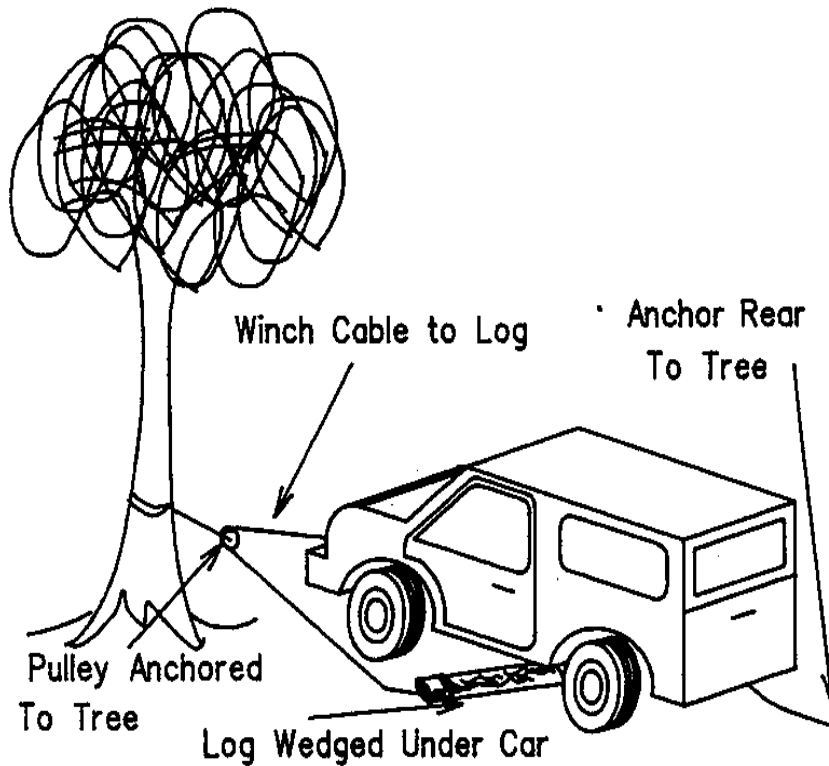 Winch Cable to Log
Anchor Rear
To Tree
Pulley Anchored
To Tree
Log Wedged Under Car